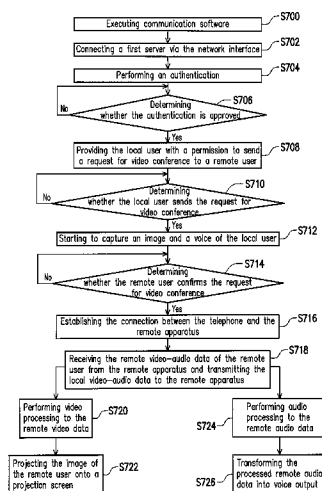 Executing communication software
S700
Connecting a first server via the network interface
S702
Performing an authentication
S704
Determining
whether the authentication is approved
S706
No
Yes
Providing the local user with a permission to send
a request for video conference to a remote user
S708
Determining
whether the local user sends the request for
video conference
S710
No
Yes
Starting to capture an image and a voice of the local user
S712
Determining
whether the remote user confirms the request
for video conference
S714
No
Yes
Establishing the connection between the telephone and the
remote apparatus
S716
Receiving the remote video-audio data of the remote
user from the remote apparatus and transmitting the
local video-audio data to the remote apparatus
S718
Performing video
processing to the
remote video data
S720
Performing audio
processing to the
remote audio data
S724
Projecting the image of
the remote user onto a
projection screen
S722
Transforming the
processed remote audio
data into voice output
S726